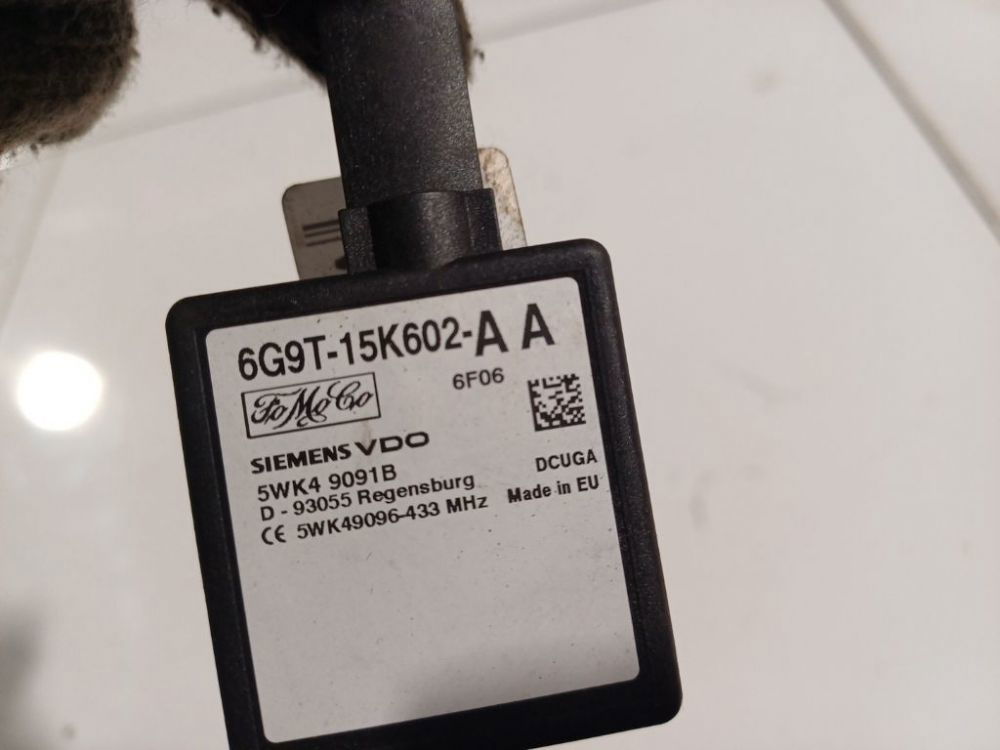 6G9T-15K602-A A
FoMoCo
6F06
SIEMENS VDO
5WK4 9091B
DCUGA
D - 93055 Regensburg
Made in EU
CE 5WK49096-433 MHz